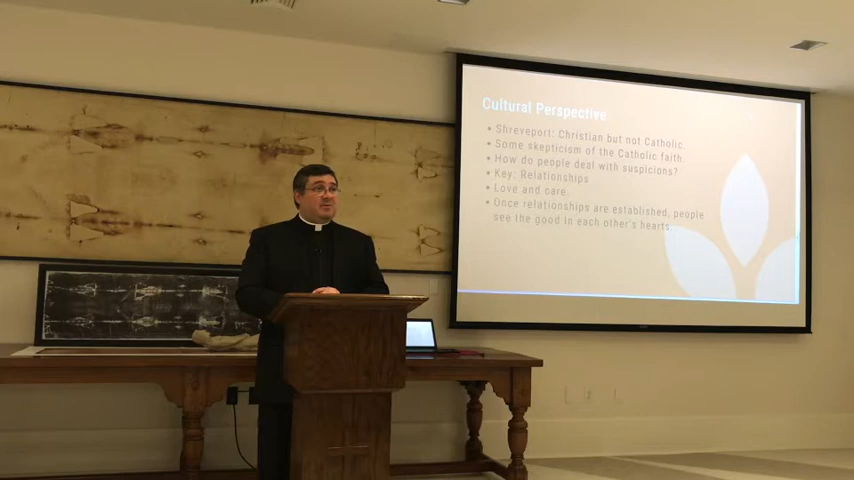 Cultural Perspective
• Shreveport: Christian but not Catholic.
• Some skepticism of the Catholic faith.
• How do people deal with suspicions?
• Key: Relationships
• Love and care.
• Once relationships are established, people
see the good in each other's hearts.